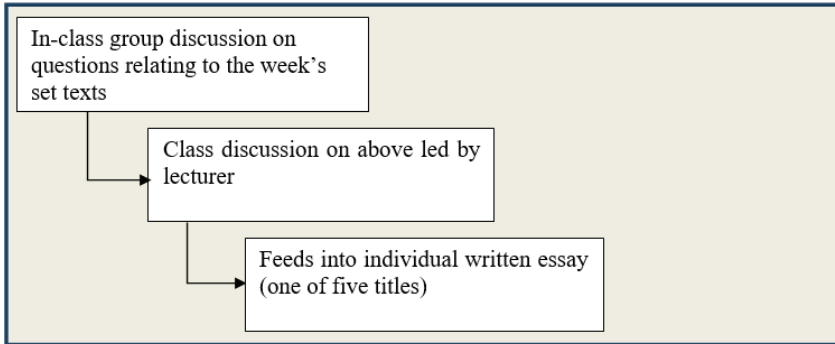 In-class group discussion on
questions relating to the week’s
set texts
Class discussion on above led by
lecturer
Feeds into individual written essay
(one of five titles)